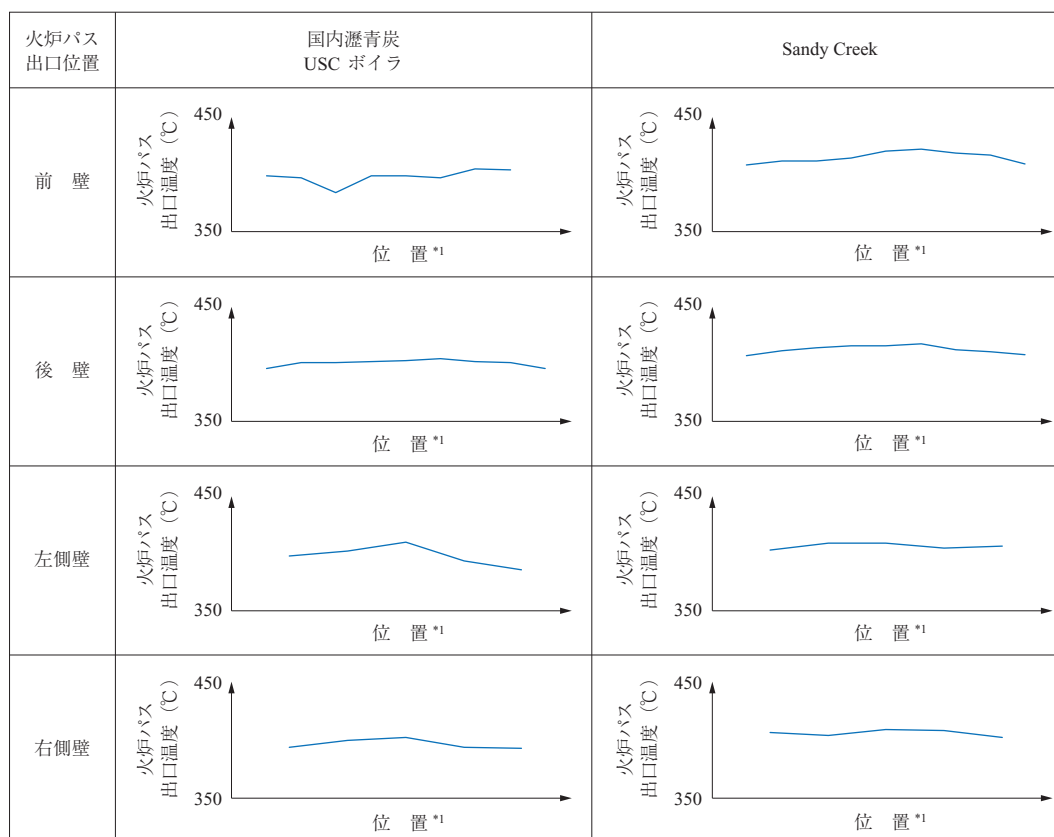 火炉パス
出口位置
国内瀝青炭
USC ボイラ
Sandy Creek
前 壁
火炉パス
出口温度 (℃)
450
350
位 置 *1
火炉パス
出口温度 (℃)
450
350
位 置 *1
後 壁
火炉パス
出口温度 (℃)
450
350
位 置 *1
火炉パス
出口温度 (℃)
450
350
位 置 *1
左側壁
火炉パス
出口温度 (℃)
450
350
位 置 *1
火炉パス
出口温度 (℃)
450
350
位 置 *1
右側壁
火炉パス
出口温度 (℃)
450
350
位 置 *1
火炉パス
出口温度 (℃)
450
350
位 置 *1